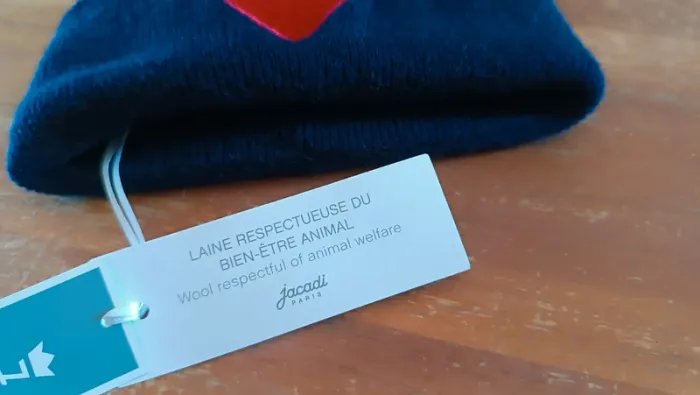 LAINE RESPECTUEUSE DU
BIEN-ÊTRE ANIMAL
Wool respectful of animal welfare
jacadi
PARIS